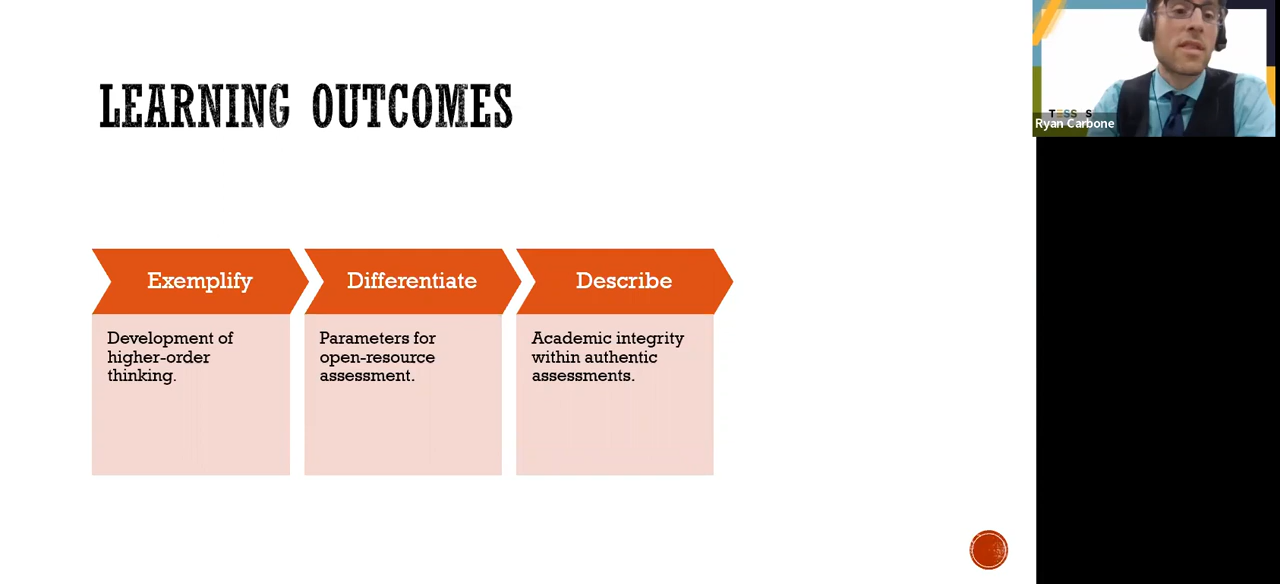 LEARNING OUTCOMES
Exemplify
Development of
higher-order
thinking.
Differentiate
Parameters for
open-resource
assessment.
Describe
Academic integrity
within authentic
assessments.
Ryan Carbone